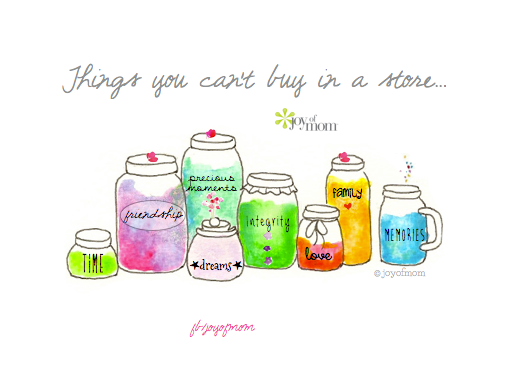 Things you can't buy in a store...
joy of
mom™
precious
moments
family
friendship
integrity
MEMORIES
TIME
★dreams★
love
© joyofmom
fb/joyofmom